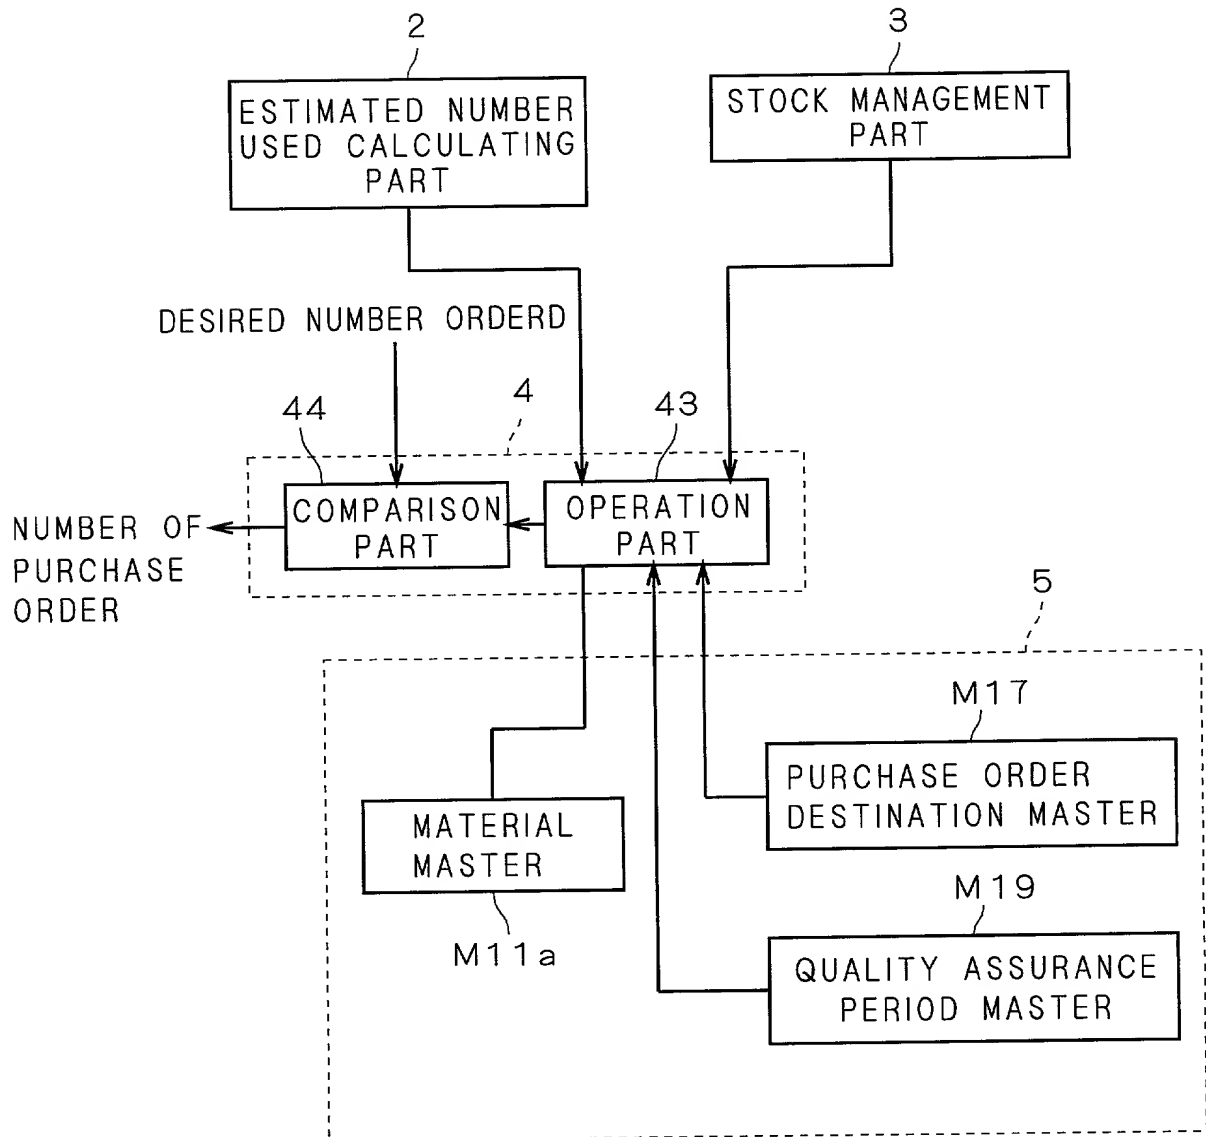 2
3
ESTIMATED NUMBER
USED CALCULATING
PART
STOCK MANAGEMENT
PART
DESIRED NUMBER ORDERD
4
44
43
COMPARISON
PART
OPERATION
PART
NUMBER OF
PURCHASE
ORDER
5
M17
PURCHASE ORDER
DESTINATION MASTER
MATERIAL
MASTER
M11a
M19
QUALITY ASSURANCE
PERIOD MASTER